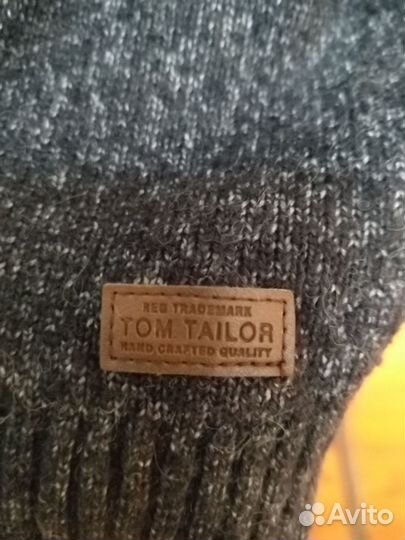 REG TRADEMARK
TOM TAILOR
HAND CRAFTED QUALITY
Avito